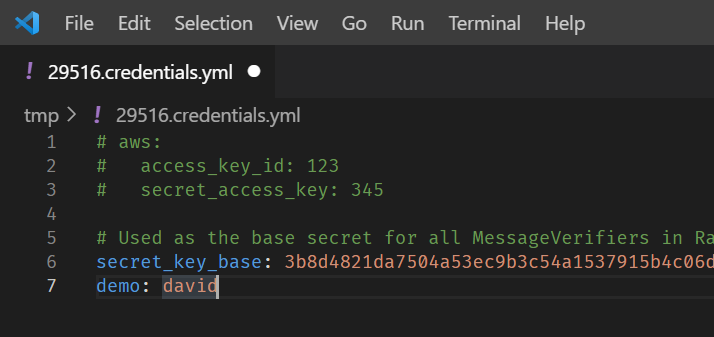 File Edit Selection View Go Run Terminal Help
! 29516.credentials.yml
tmp > ! 29516.credentials.yml
1 # aws:
2 #   access_key_id: 123
3 #   secret_access_key: 345
4
5 # Used as the base secret for all MessageVerifiers in Ra
6 secret_key_base: 3b8d4821da7504a53ec9b3c54a1537915b4c06d
7 demo: david